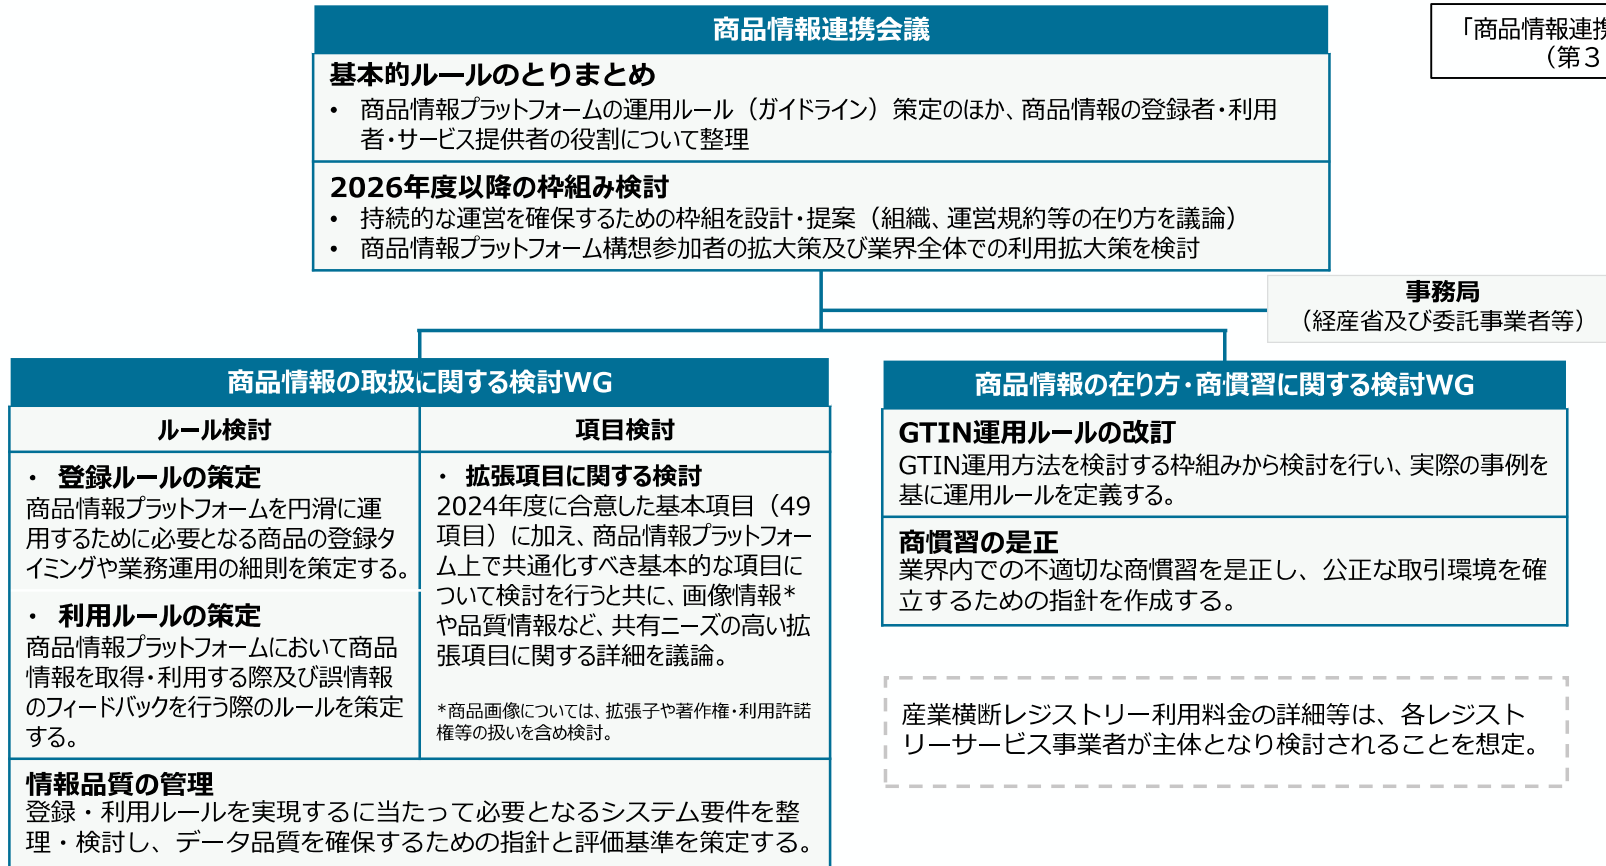 商品情報連携会議
「商品情報連携
（第３
基本的ルールのとりまとめ
• 商品情報プラットフォームの運用ルール（ガイドライン）策定のほか、商品情報の登録者・利用
者・サービス提供者の役割について整理
2026年度以降の枠組み検討
• 持続的な運営を確保するための枠組を設計・提案（組織、運営規約等の在り方を議論）
• 商品情報プラットフォーム構想参加者の拡大策及び業界全体での利用拡大策を検討
事務局
（経産省及び委託事業者等）
商品情報の取扱に関する検討WG
ルール検討
・ 登録ルールの策定
商品情報プラットフォームを円滑に運
用するために必要となる商品の登録タ
イミングや業務運用の細則を策定する。
・ 利用ルールの策定
商品情報プラットフォームにおいて商品
情報を取得・利用する際及び誤情報
のフィードバックを行う際のルールを策定
する。
項目検討
・ 拡張項目に関する検討
2024年度に合意した基本項目（49
項目）に加え、商品情報プラットフォー
ム上で共通化すべき基本的な項目に
ついて検討を行うと共に、画像情報*
や品質情報など、共有ニーズの高い拡
張項目に関する詳細を議論。
*商品画像については、拡張子や著作権・利用許諾
権等の扱いを含め検討。
情報品質の管理
登録・利用ルールを実現するに当たって必要となるシステム要件を整
理・検討し、データ品質を確保するための指針と評価基準を策定する。
商品情報の在り方・商慣習に関する検討WG
GTIN運用ルールの改訂
GTIN運用方法を検討する枠組みから検討を行い、実際の事例を
基に運用ルールを定義する。
商慣習の是正
業界内での不適切な商慣習を是正し、公正な取引環境を確
立するための指針を作成する。
産業横断レジストリー利用料金の詳細等は、各レジスト
リーサービス事業者が主体となり検討されることを想定。